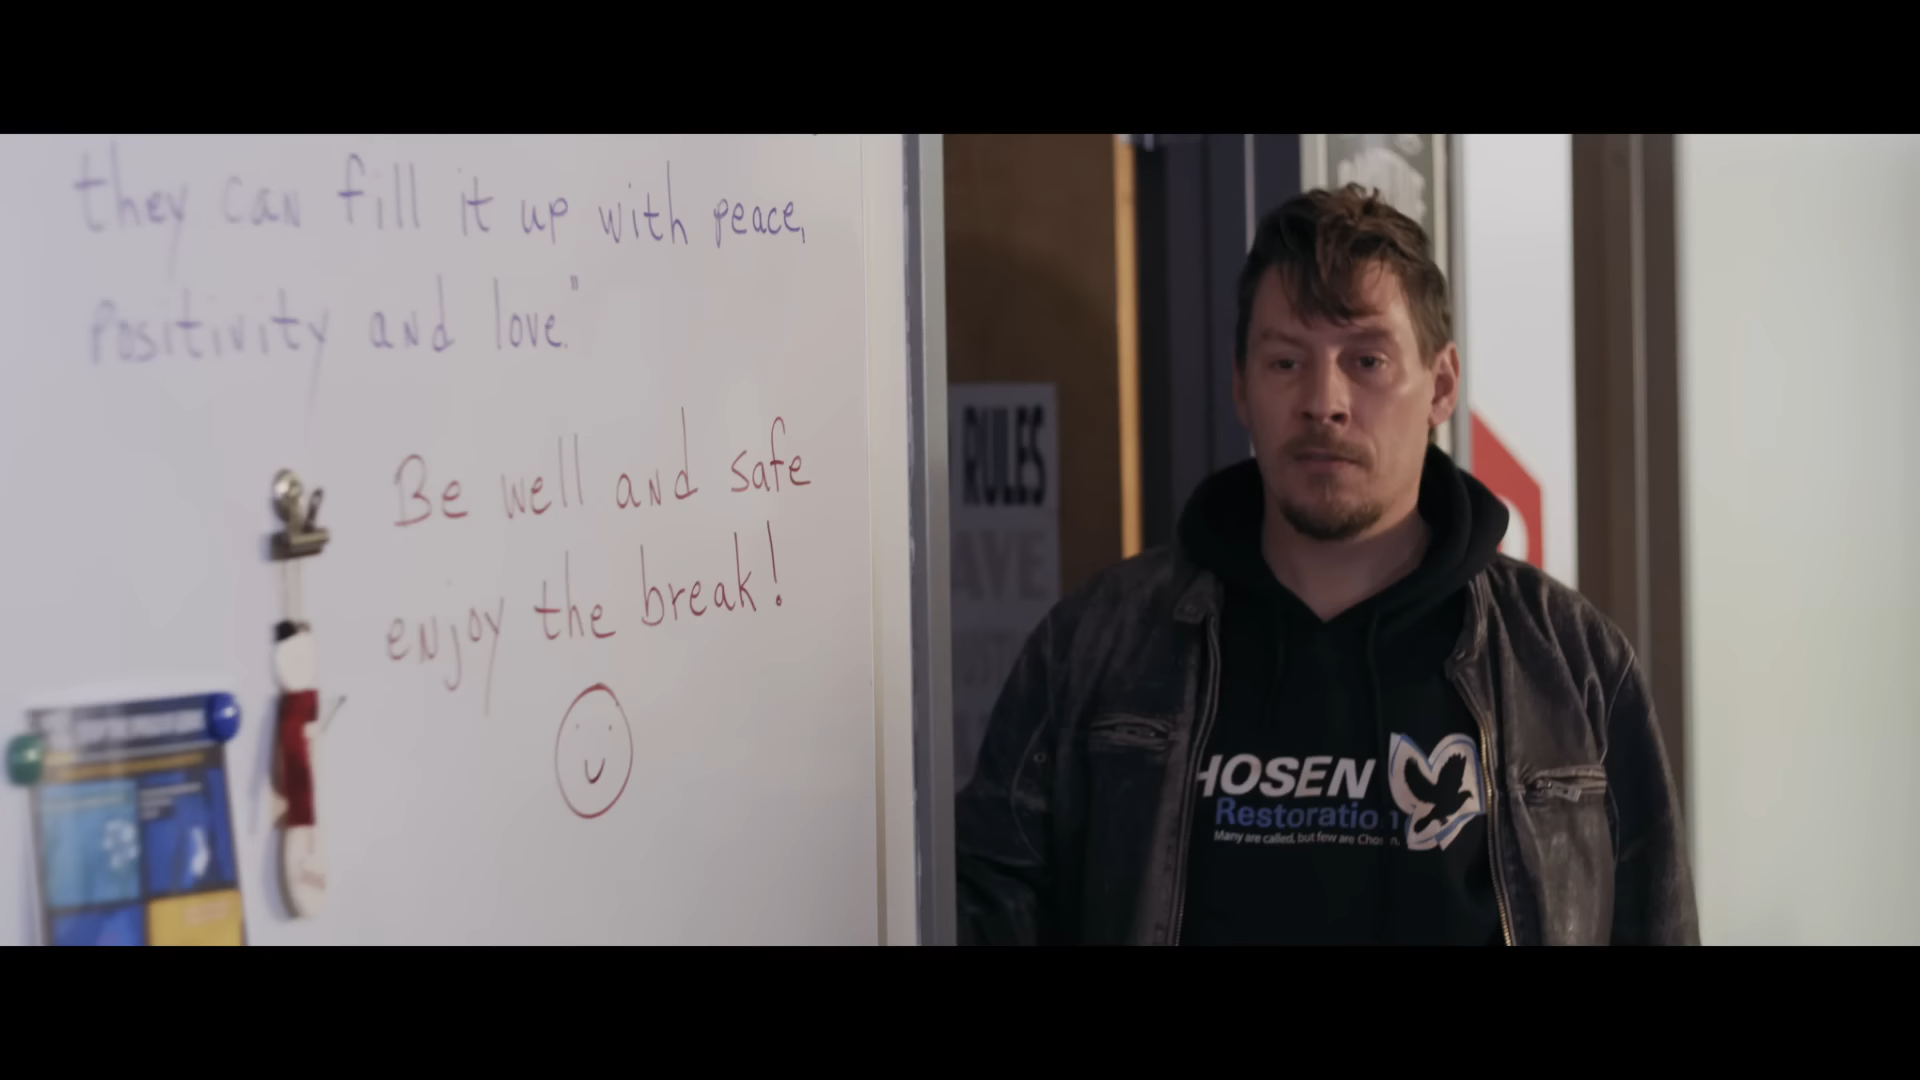 they can fill it up with peace,
positivity and love."
Be well and safe
enjoy the break!
RULES
AVE
HOSEN
Restoration
Many are called, but few are Chosen.